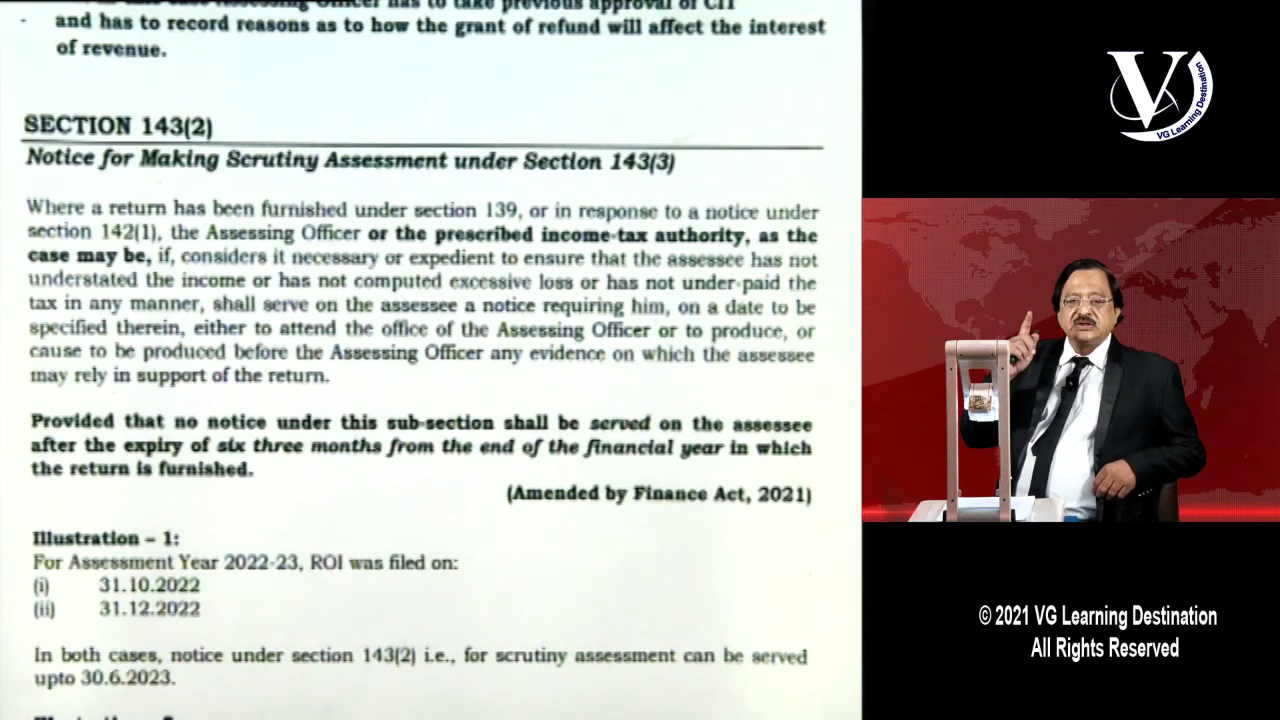 has to take previous approval of CIT
- and has to record reasons as to how the grant of refund will affect the interest
of revenue.
SECTION 143(2)
Notice for Making Scrutiny Assessment under Section 143(3)
Where a return has been furnished under section 139, or in response to a notice under
section 142(1), the Assessing Officer or the prescribed income-tax authority, as the
case may be, if, considers it necessary or expedient to ensure that the assessee has not
understated the income or has not computed excessive loss or has not under-paid the
tax in any manner, shall serve on the assessee a notice requiring him, on a date to be
specified therein, either to attend the office of the Assessing Officer or to produce, or
cause to be produced before the Assessing Officer any evidence on which the assessee
may rely in support of the return.
Provided that no notice under this sub-section shall be served on the assessee
after the expiry of six three months from the end of the financial year in which
the return is furnished.
(Amended by Finance Act, 2021)
Illustration – 1:
For Assessment Year 2022-23, ROI was filed on:
(i) 31.10.2022
(ii) 31.12.2022
In both cases, notice under section 143(2) i.e., for scrutiny assessment can be served
upto 30.6.2023.
V
VG Learning Destination
© 2021 VG Learning Destination
All Rights Reserved